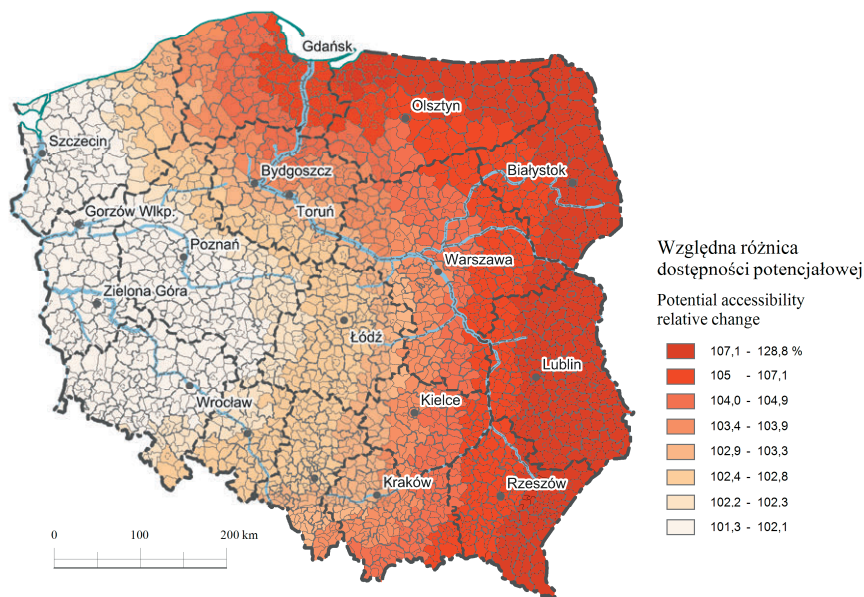 Gdańsk
Olsztyn
Szczecin
Bydgoszcz
Białystok
Toruń
Gorzów Wlkp.
Poznań
Warszawa
Zielona Góra
Łódź
Lublin
Wrocław
Kielce
Kraków
Rzeszów
Względna różnica
dostępności potencjałowej
Potential accessibility
relative change
107,1 - 128,8 %
105 - 107,1
104,0 - 104,9
103,4 - 103,9
102,9 - 103,3
102,4 - 102,8
102.2 - 102.3
101,3 - 102,1
0 100 200 km